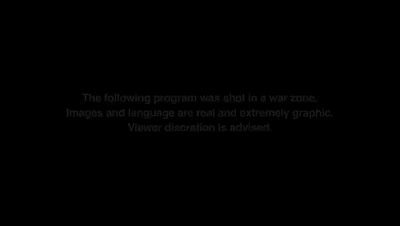 The following program was shot in a war zone.
Images and language are real and extremely graphic.
Viewer discretion is advised.